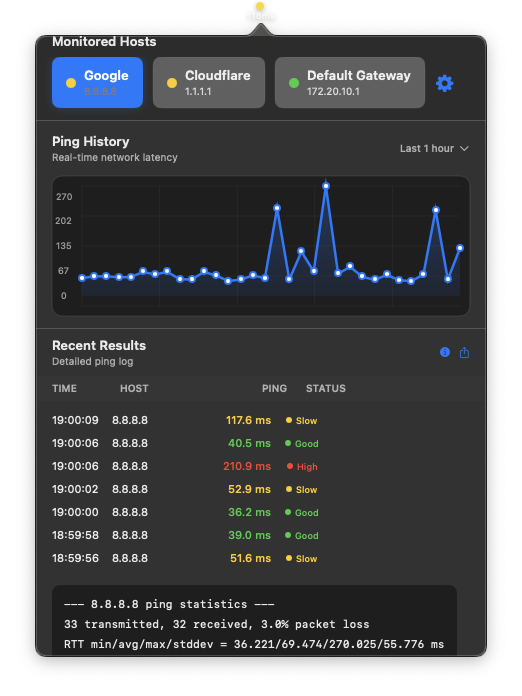 Monitored Hosts
Google
8.8.8.8
Cloudflare
1.1.1.1
Default Gateway
172.20.10.1
Ping History
Real-time network latency
Last 1 hour
270
202
135
67
0
Recent Results
Detailed ping log
TIME HOST PING STATUS
19:00:09 8.8.8.8 117.6 ms Slow
19:00:06 8.8.8.8 40.5 ms Good
19:00:06 8.8.8.8 210.9 ms High
19:00:02 8.8.8.8 52.9 ms Slow
19:00:00 8.8.8.8 36.2 ms Good
18:59:58 8.8.8.8 39.0 ms Good
18:59:56 8.8.8.8 51.6 ms Slow
--- 8.8.8.8 ping statistics ---
33 transmitted, 32 received, 3.0% packet loss
RTT min/avg/max/stddev = 36.221/69.474/270.025/55.776 ms